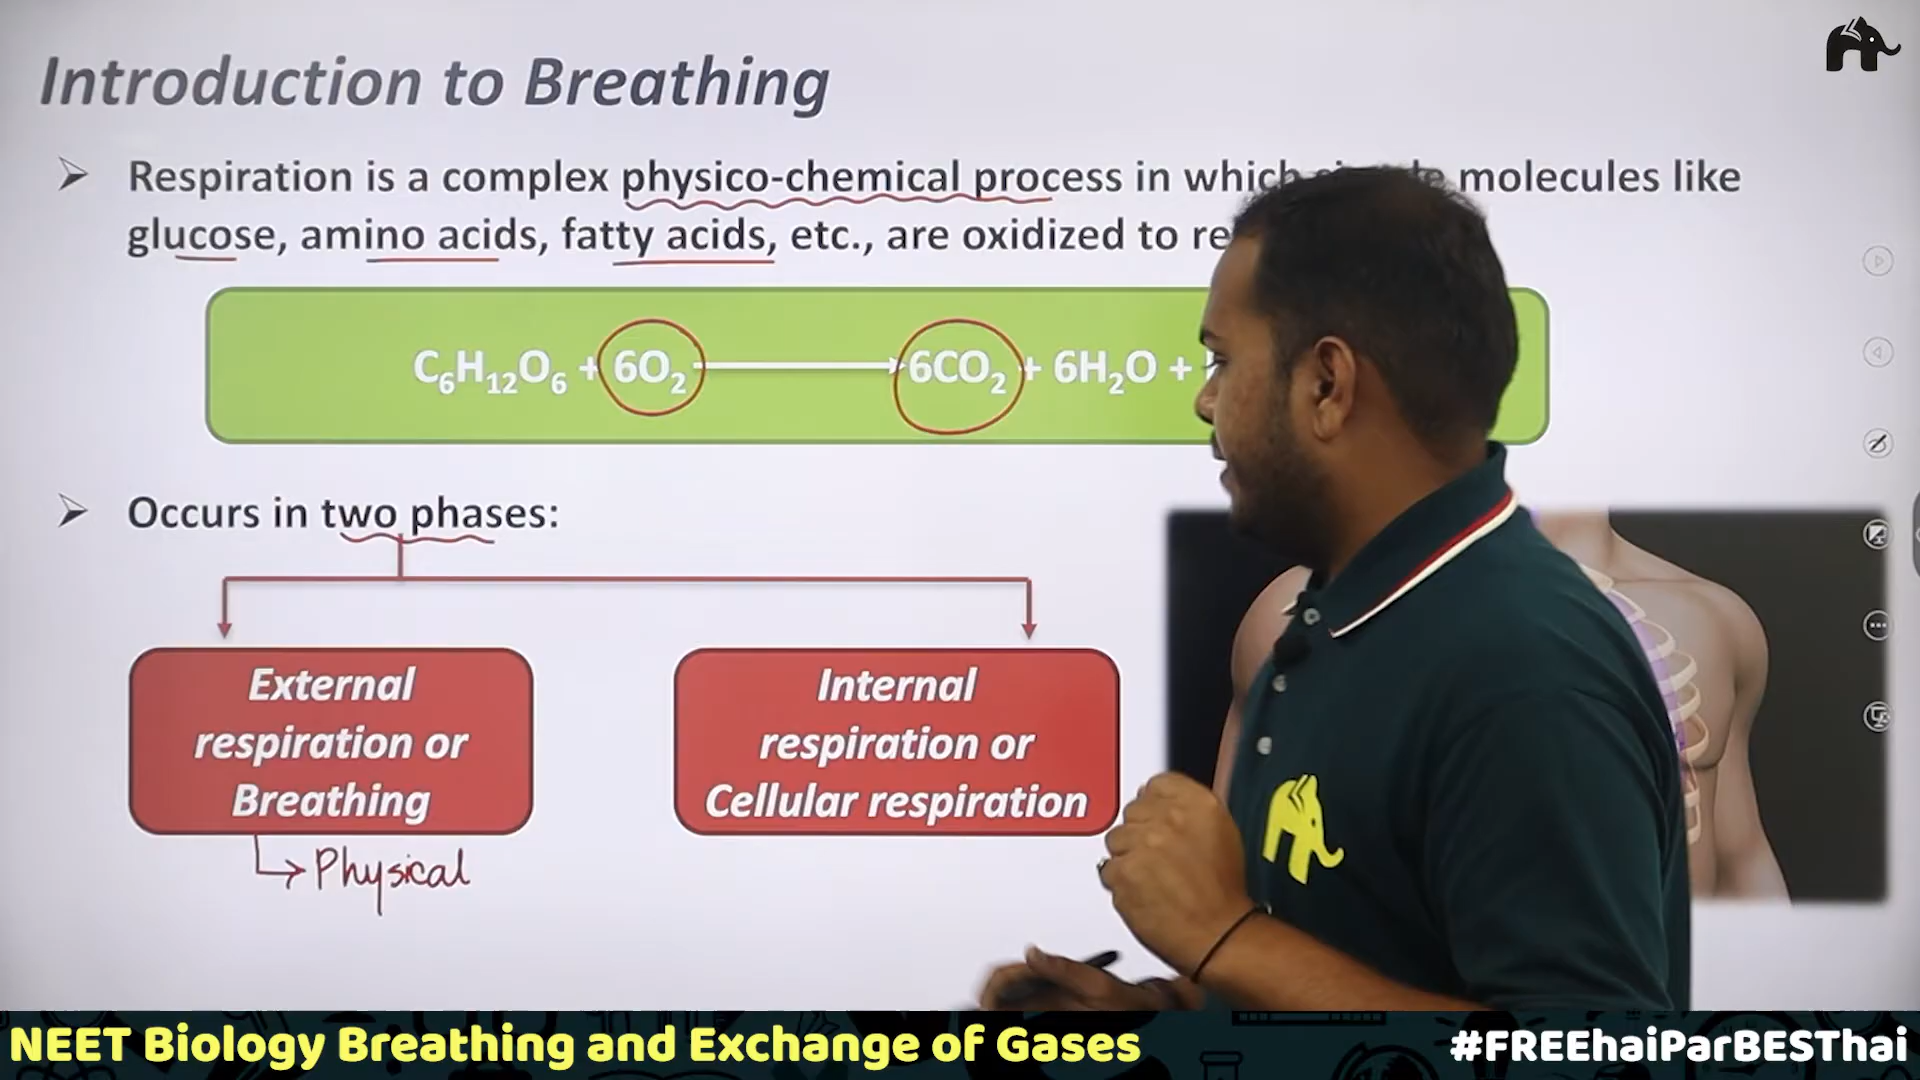 Introduction to Breathing
➤ Respiration is a complex physico-chemical process in which molecules like
glucose, amino acids, fatty acids, etc., are oxidized to
C₆H₁₂O₆ + 6O₂ → 6CO₂ + 6H₂O +
➤ Occurs in two phases:
External
respiration or
Breathing
Internal
respiration or
Cellular respiration
Physical
NEET Biology Breathing and Exchange of Gases
#FREEhaiParBESThai